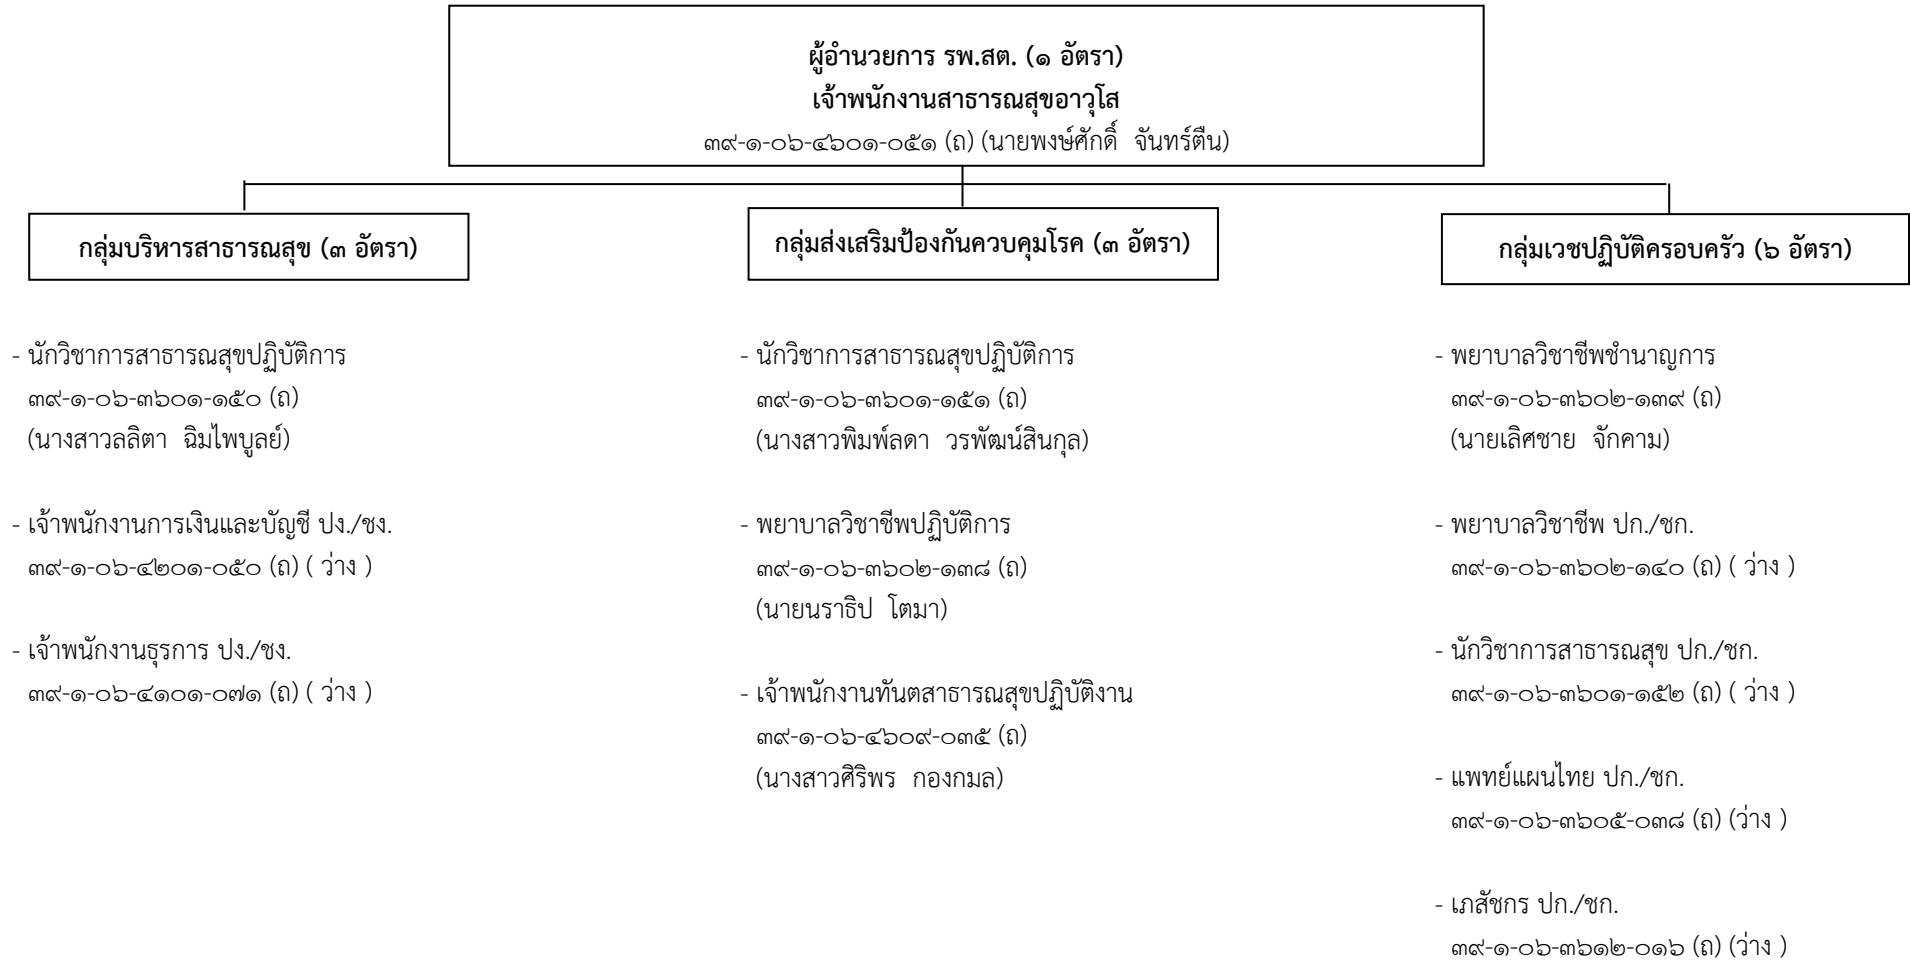 ผู้อำนวยการ รพ.สต. (๑ อัตรา)
เจ้าพนักงานสาธารณสุขอาวุโส
๓๙-๑-๐๖-๔๖๐๑-๐๕๑ (ถ) (นายพงษ์ศักดิ์ จันทร์ตืน)
กลุ่มบริหารสาธารณสุข (๓ อัตรา)
- นักวิชาการสาธารณสุขปฏิบัติการ
๓๙-๑-๐๖-๓๖๐๑-๑๕๐ (ถ)
(นางสาวลลิตา ฉิมไพบูลย์)
- เจ้าพนักงานการเงินและบัญชี ปง./ชง.
๓๙-๑-๐๖-๔๒๐๑-๐๕๐ (ถ) ( ว่าง )
- เจ้าพนักงานธุรการ ปง./ชง.
๓๙-๑-๐๖-๔๑๐๑-๐๗๑ (ถ) ( ว่าง )
กลุ่มส่งเสริมป้องกันควบคุมโรค (๓ อัตรา)
- นักวิชาการสาธารณสุขปฏิบัติการ
๓๙-๑-๐๖-๓๖๐๑-๑๕๑ (ถ)
(นางสาวพิมพ์ลดา วรพัฒน์สินกุล)
- พยาบาลวิชาชีพปฏิบัติการ
๓๙-๑-๐๖-๓๖๐๒-๑๓๘ (ถ)
(นายนราธิป โตมา)
- เจ้าพนักงานทันตสาธารณสุขปฏิบัติงาน
๓๙-๑-๐๖-๔๖๐๙-๐๓๕ (ถ)
(นางสาวศิริพร กองกมล)
กลุ่มเวชปฏิบัติครอบครัว (๖ อัตรา)
- พยาบาลวิชาชีพชำนาญการ
๓๙-๑-๐๖-๓๖๐๒-๑๓๙ (ถ)
(นายเลิศชาย จักคาม)
- พยาบาลวิชาชีพ ปก./ชก.
๓๙-๑-๐๖-๓๖๐๒-๑๔๐ (ถ) ( ว่าง )
- นักวิชาการสาธารณสุข ปก./ชก.
๓๙-๑-๐๖-๓๖๐๑-๑๕๒ (ถ) ( ว่าง )
- แพทย์แผนไทย ปก./ชก.
๓๙-๑-๐๖-๓๖๐๕-๐๓๘ (ถ) (ว่าง )
- เภสัชกร ปก./ชก.
๓๙-๑-๐๖-๓๖๑๒-๐๑๖ (ถ) (ว่าง )